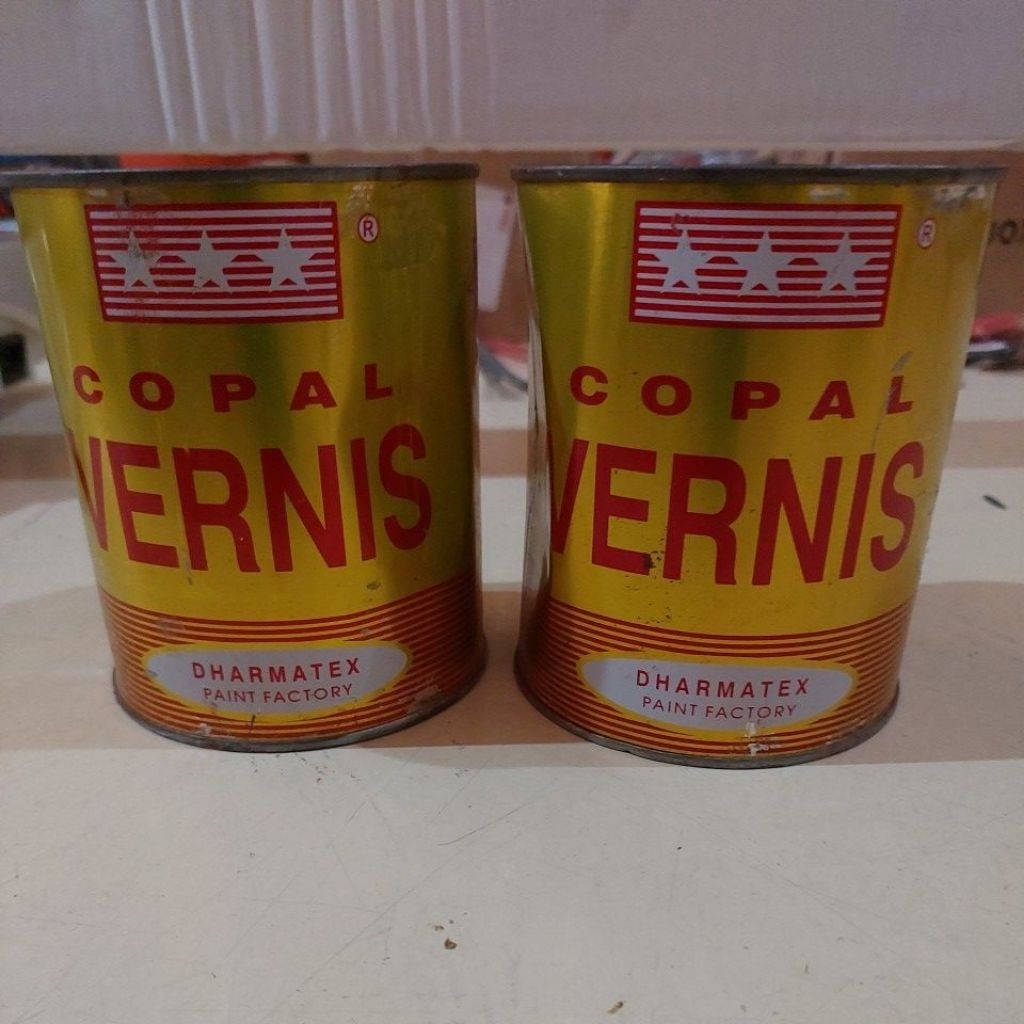 ®
COPAL
VERNIS
DHARMATEX
PAINT FACTORY
®
COPAL
VERNIS
DHARMATEX
PAINT FACTORY